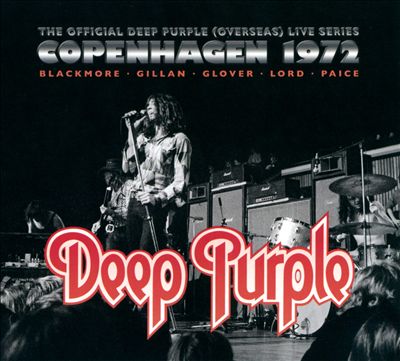 THE OFFICIAL DEEP PURPLE (OVERSEAS) LIVE SERIES
COPENHAGEN 1972
BLACKMORE · GILLAN · GLOVER · LORD · PAICE
Deep Purple